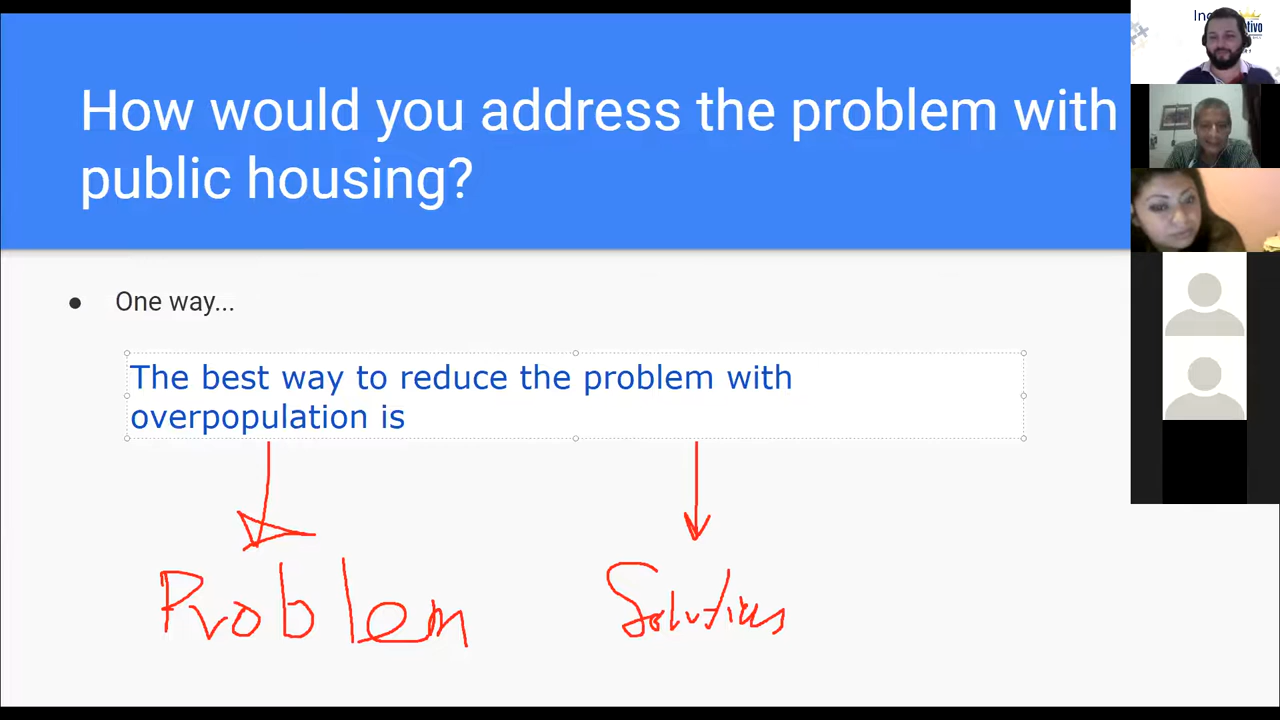 How would you address the problem with
public housing?
One way...
The best way to reduce the problem with
overpopulation is
Problem
Solutions